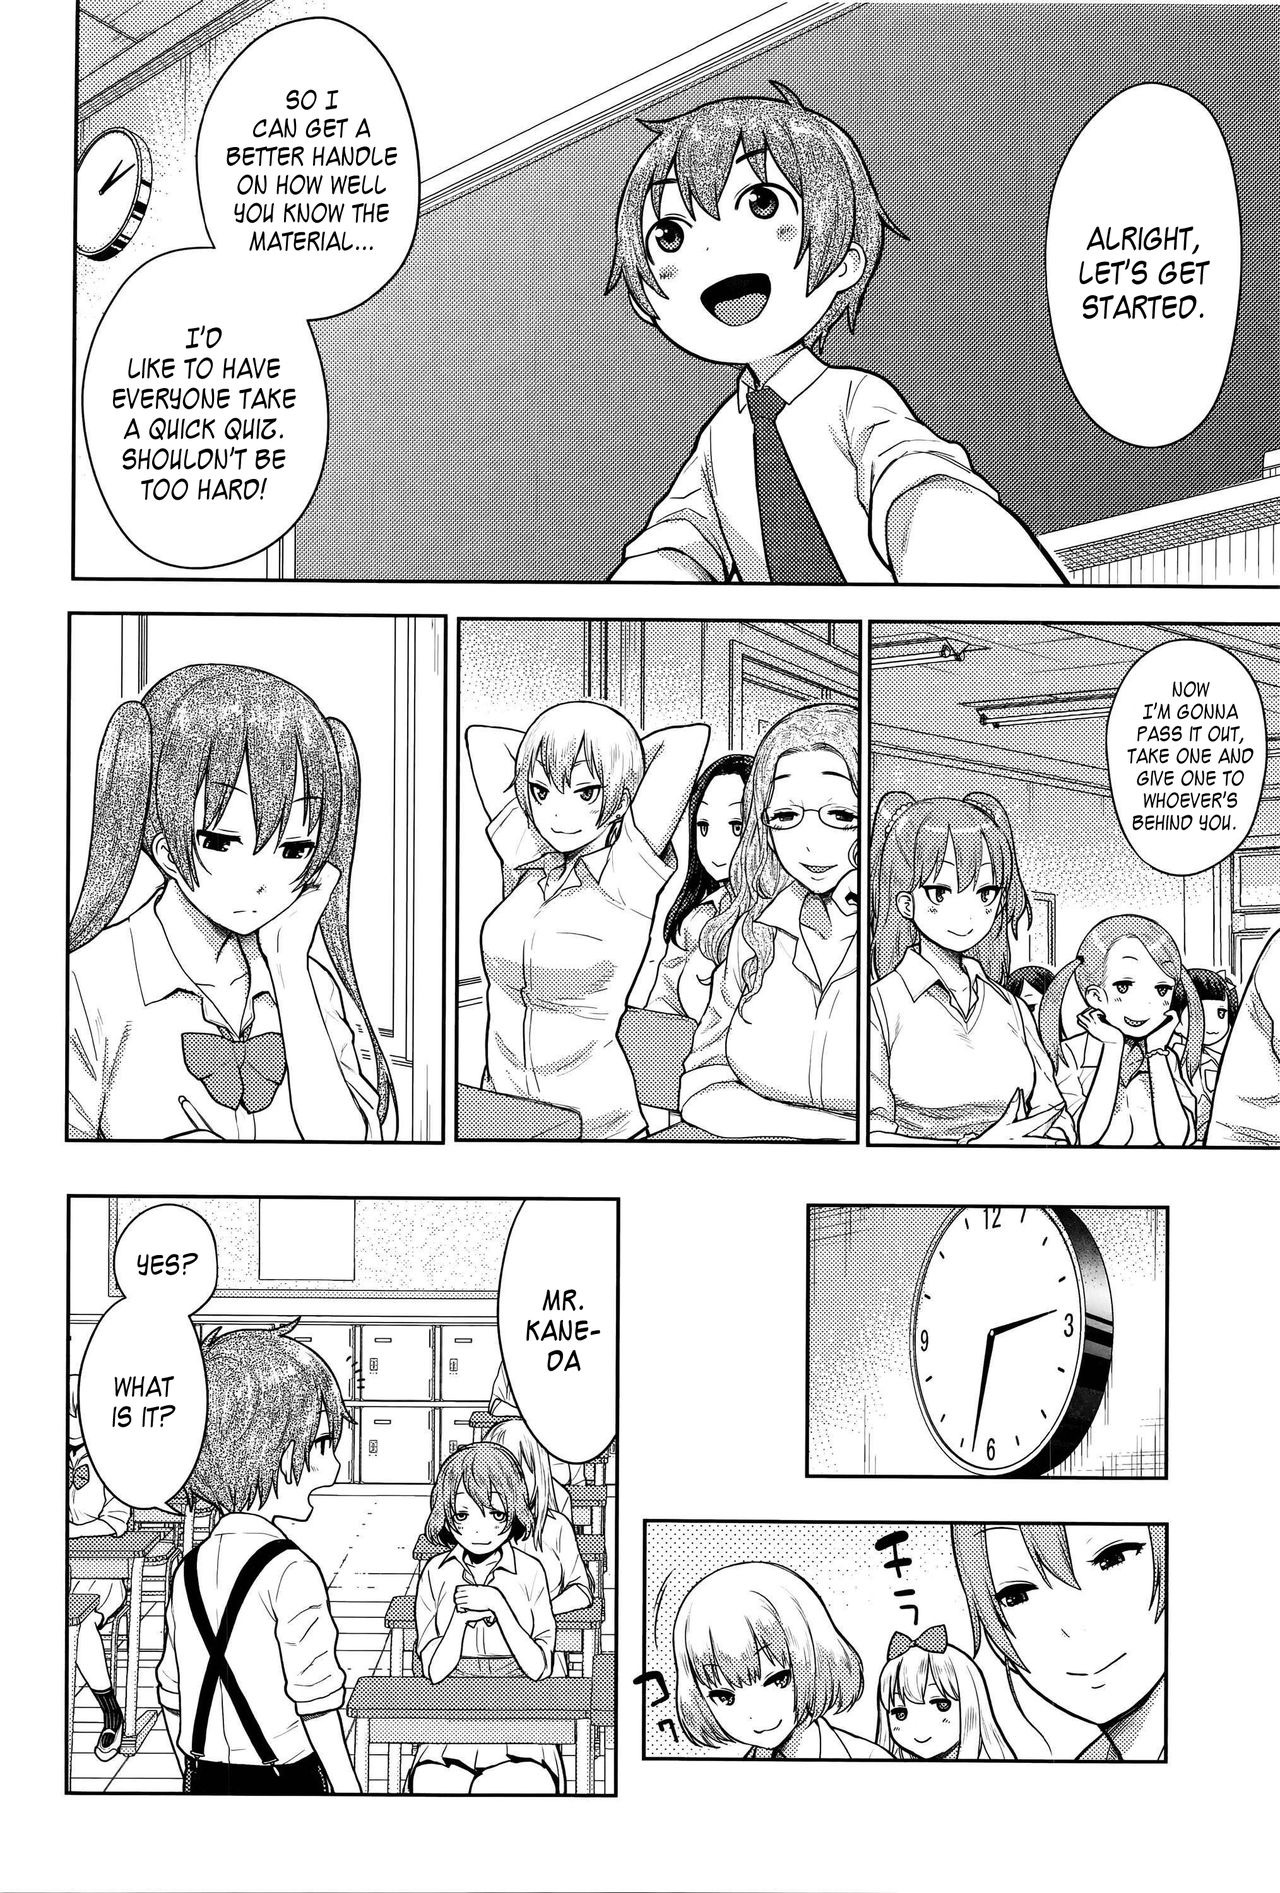 ALRIGHT,
LET'S GET
STARTED.
SO I
CAN GET A
BETTER HANDLE
ON HOW WELL
YOU KNOW THE
MATERIAL...
I'D
LIKE TO HAVE
EVERYONE TAKE
A QUICK QUIZ.
SHOULDN'T BE
TOO HARD!
NOW
I'M GONNA
PASS IT OUT,
TAKE ONE AND
GIVE ONE TO
WHOEVER'S
BEHIND YOU.
12
9
3
6
チラ
コク
MR.
KANE-
DA
YES?
WHAT
IS IT?